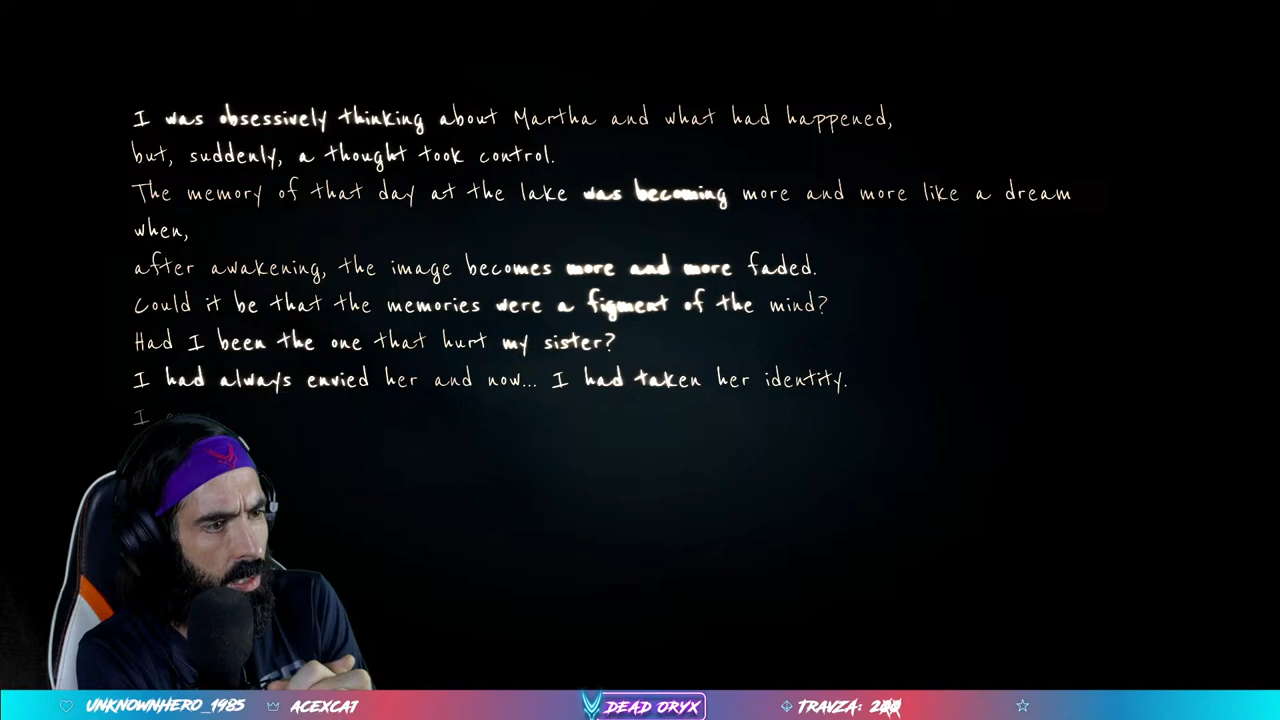 I was obsessively thinking about Martha and what had happened,
but, suddenly, a thought took control.
The memory of that day at the lake was becoming more and more like a dream
when,
after awakening, the image becomes more and more faded.
Could it be that the memories were a figment of the mind?
Had I been the one that hurt my sister?
I had always envied her and now... I had taken her identity.
I
UNKNOWNHERO_1985 ACEXCAT DEAD ORYX TRAVZA: 200